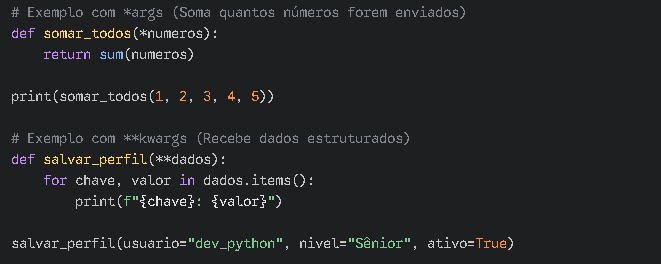 # Exemplo com *args (Soma quantos números forem enviados)
def somar_todos(*numeros):
    return sum(numeros)

print(somar_todos(1, 2, 3, 4, 5))

# Exemplo com **kwargs (Recebe dados estruturados)
def salvar_perfil(**dados):
    for chave, valor in dados.items():
        print(f"{chave}: {valor}")

salvar_perfil(usuario="dev_python", nivel="Sênior", ativo=True)